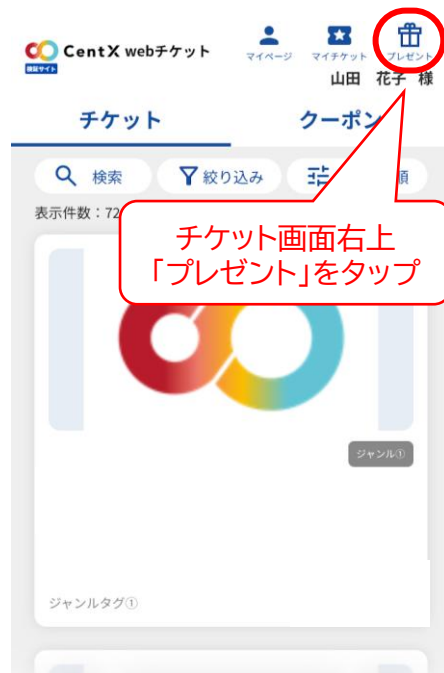 CentX webチケット
検証サイト
マイページ
マイチケット
プレゼント
山田 花子 様
チケット
クーポン
検索
絞り込み
順
表示件数：72
チケット画面右上
「プレゼント」をタップ
ジャンル①
ジャンルタグ①